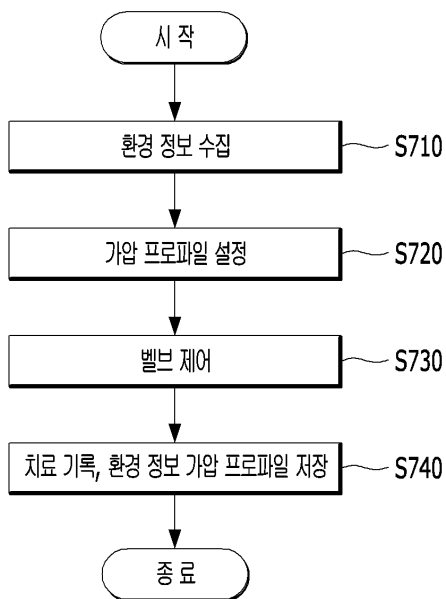 시 작
환경 정보 수집
S710
가압 프로파일 설정
S720
벨브 제어
S730
치료 기록, 환경 정보 가압 프로파일 저장
S740
종 료